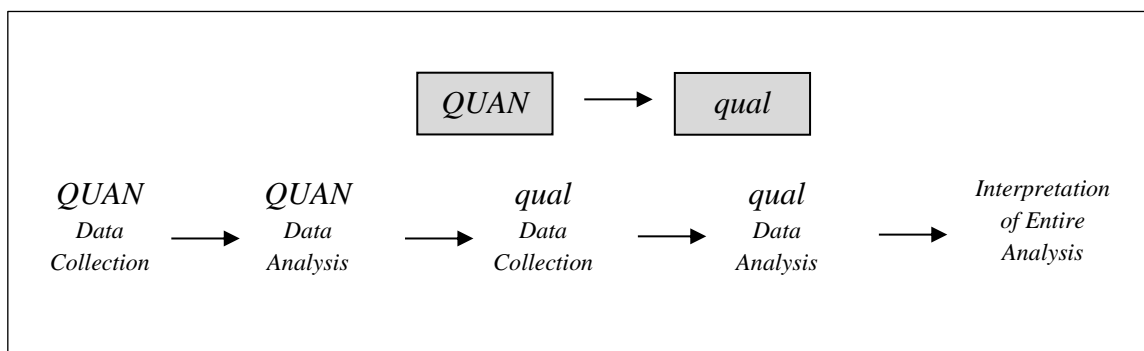 QUAN
qual
QUAN
Data
Collection
QUAN
Data
Analysis
qual
Data
Collection
qual
Data
Analysis
Interpretation
of Entire
Analysis